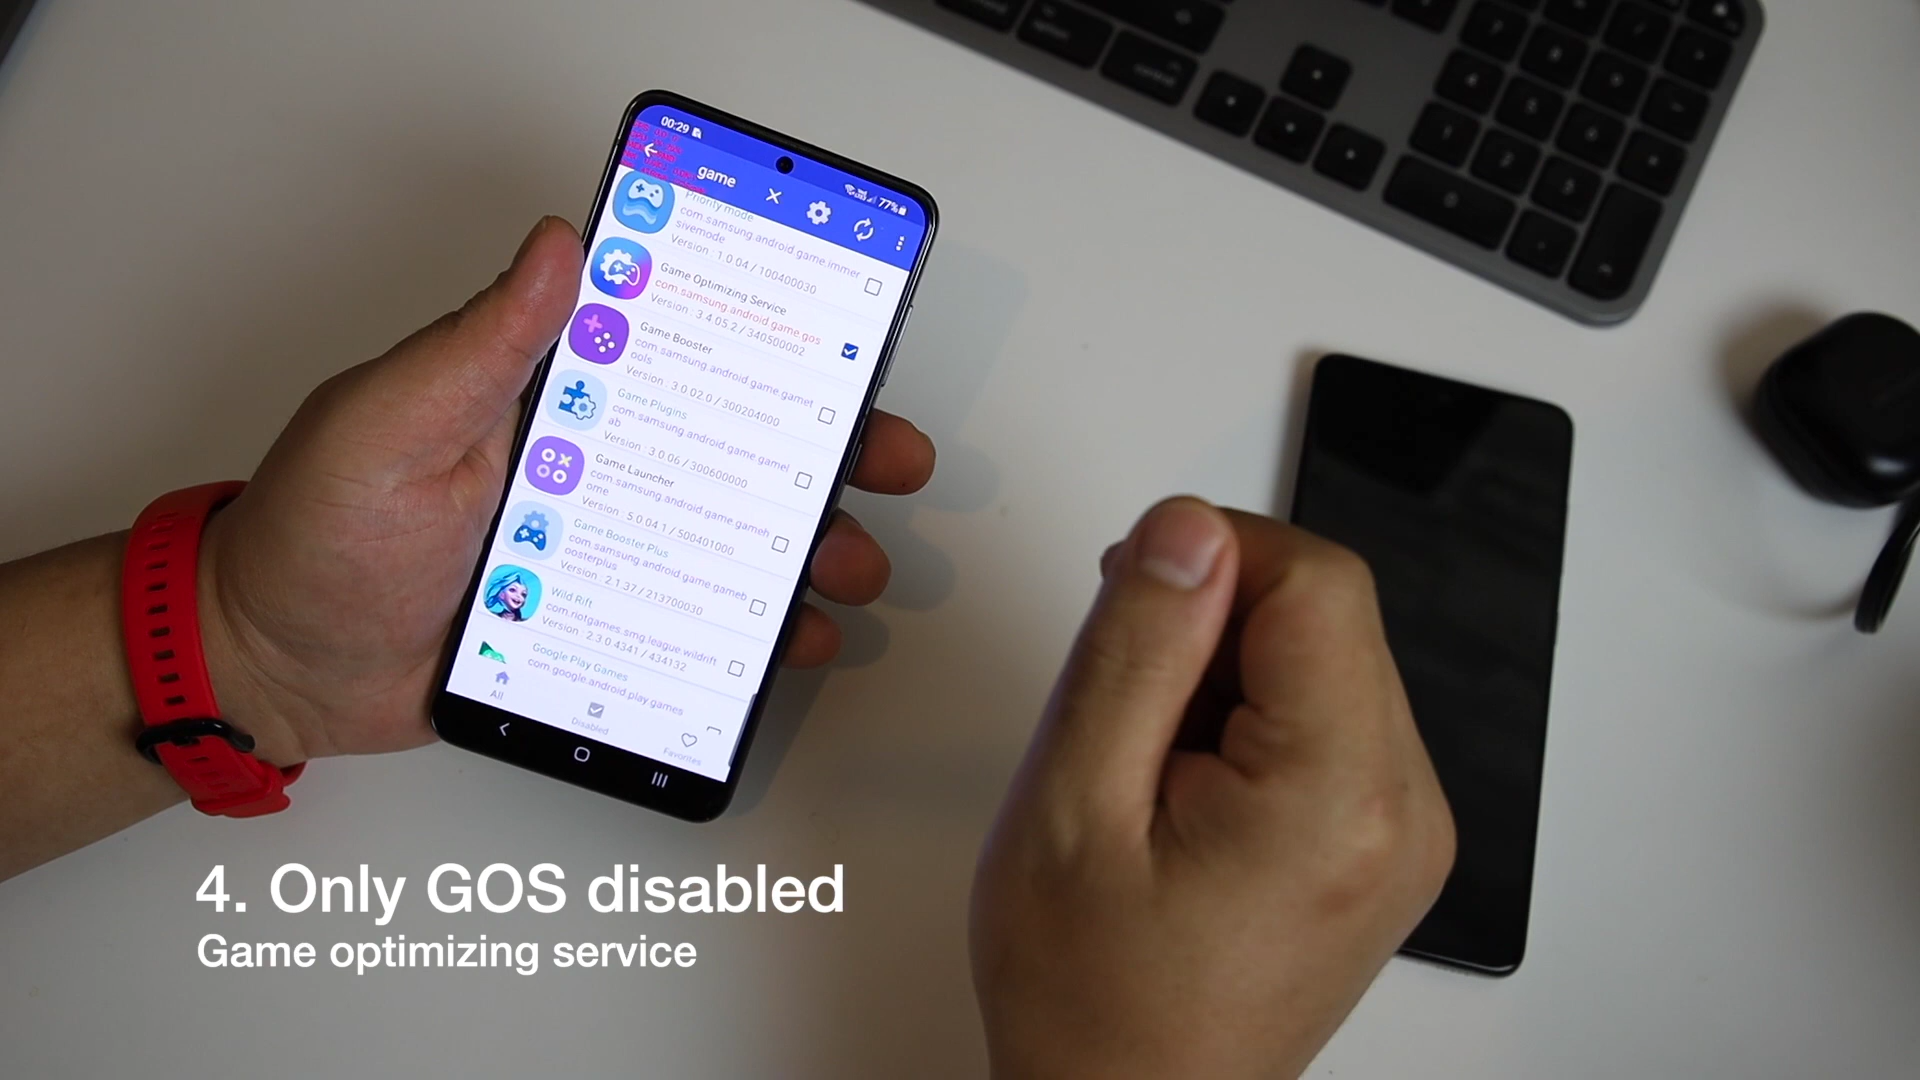 00:29
77%
game
Priority mode
com.samsung.android.game.immer
sivemode
Version : 1.0.04 / 100400030
Game Optimizing Service
com.samsung.android.game.gos
Version : 3.4.05.2 / 340500002
Game Booster
com.samsung.android.game.gamet
ools
Version : 3.0.02.0 / 300204000
Game Plugins
com.samsung.android.game.gamel
ab
Version : 3.0.06 / 300600000
Game Launcher
com.samsung.android.game.gameh
ome
Version : 5.0.04.1 / 500401000
Game Booster Plus
com.samsung.android.game.gameb
oosterplus
Version : 2.1.37 / 213700030
Wild Rift
com.riotgames.smg.league.wildrift
Version : 2.3.0.4341 / 434132
Google Play Games
com.google.android.play.games
All
Disabled
Favorites
option
control
4. Only GOS disabled
Game optimizing service